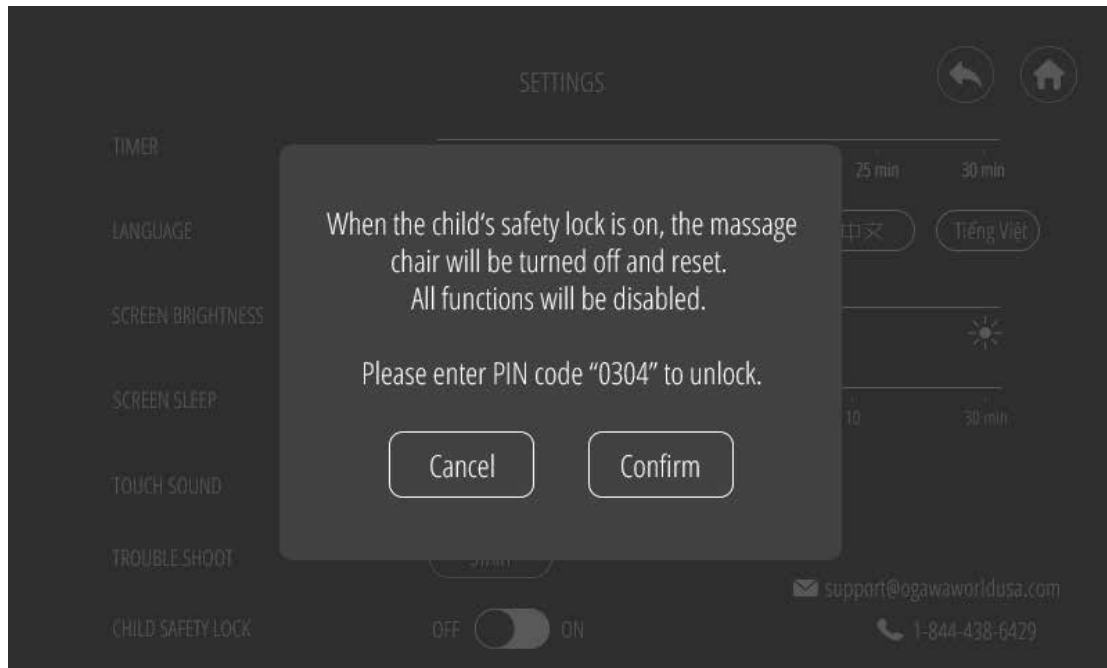 SETTINGS
TIMER
25 min 30 min
When the child's safety lock is on, the massage
chair will be turned off and reset.
All functions will be disabled.
Please enter PIN code “0304” to unlock.
Cancel Confirm
LANGUAGE
中文 Tiếng Việt
SCREEN BRIGHTNESS
SCREEN SLEEP
10 30 min
TOUCH SOUND
TROUBLE SHOOT
support@ogawaworldusa.com
CHILD SAFETY LOCK OFF ON
1-844-438-6429